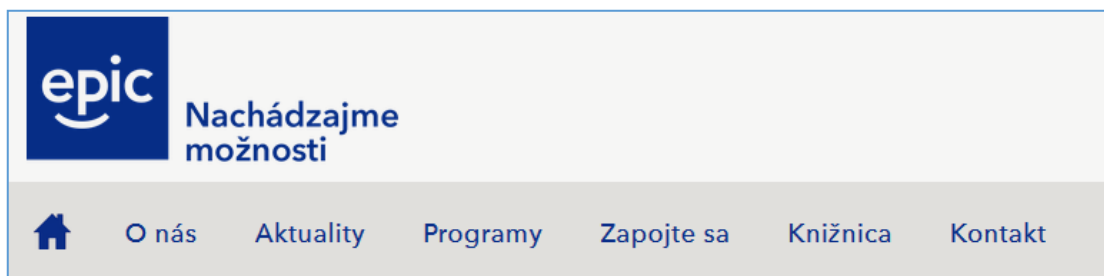 epic
Nachádzajme
možnosti
O nás Aktuality Programy Zapojte sa Knižnica Kontakt